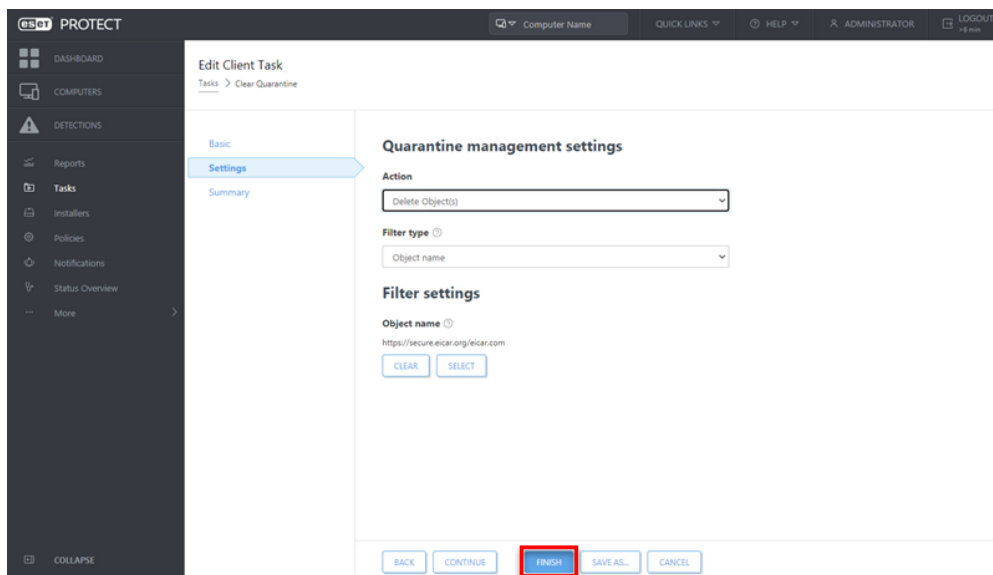 eset PROTECT
Computer Name
QUICK LINKS
HELP
ADMINISTRATOR
LOGOUT
>6 min
DASHBOARD
COMPUTERS
DETECTIONS
Reports
Tasks
Installers
Policies
Notifications
Status Overview
More
COLLAPSE
Edit Client Task
Tasks > Clear Quarantine
Basic
Settings
Summary
Quarantine management settings
Action
Delete Object(s)
Filter type
Object name
Filter settings
Object name
https://secure.eicar.org/eicar.com
CLEAR SELECT
BACK CONTINUE FINISH SAVE AS... CANCEL